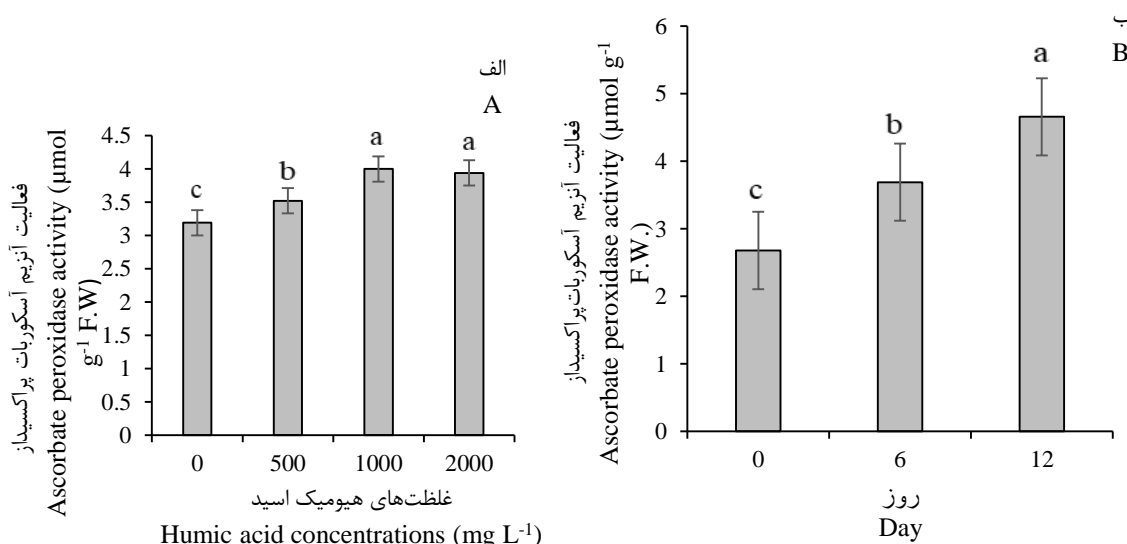 الف
A
فعالیت آنزیم آسکوربات پراکسیداز
Ascorbate peroxidase activity (µmol
g-1 F.W)
4.5
4
3.5
3
2.5
2
1.5
1
0.5
0
c
b
a
a
0 500 1000 2000
غلظت‌های هیومیک اسید
Humic acid concentrations (mg L-1)
ب
B
فعالیت آنزیم آسکوربات‌پراکسیداز
Ascorbate peroxidase activity (µmol g-1
F.W.)
6
5
4
3
2
1
0
c
b
a
0 6 12
روز
Day